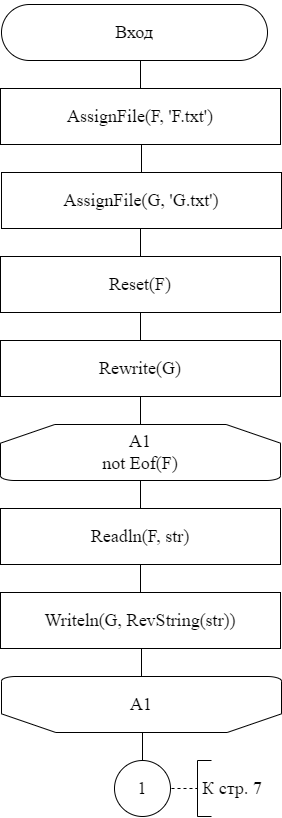 Вход
AssignFile(F, 'F.txt')
AssignFile(G, 'G.txt')
Reset(F)
Rewrite(G)
A1
not Eof(F)
Readln(F, str)
Writeln(G, RevString(str))
A1
1
К стр. 7